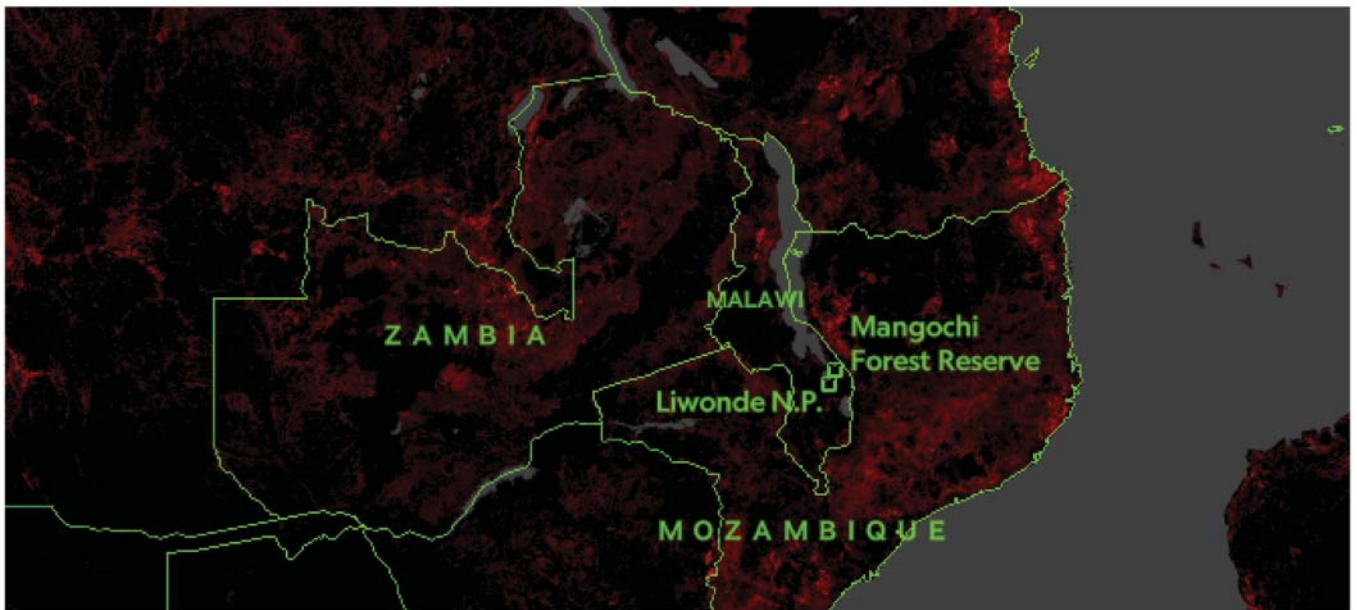 MALAWI
ZAMBIA
Mangochi
Forest Reserve
Liwonde N.P.
MOZAMBIQUE